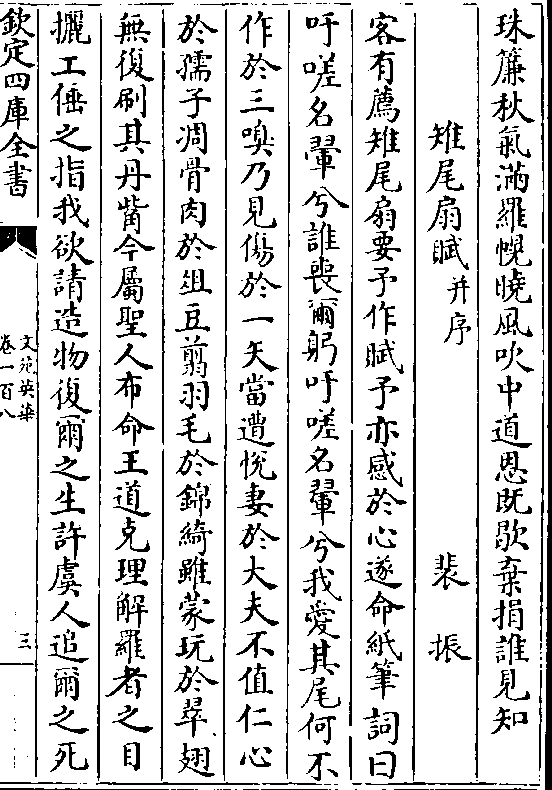 珠簾秋氣滿羅幌曉風吹中道恩既歇棄捐誰見知
雉尾扇賦并序 裴振
客有薦雉尾扇要予作賦予亦感於心遂命紙筆詞曰
吁嗟名翬兮誰喪爾躬吁嗟名翬兮我愛其尾何不
作於三嗅乃見傷於一矢當遭悅妻於大夫不值仁心
於孺子凋骨肉於俎豆翦羽毛於錦綺雖蒙玩於翠翅
無復刷其丹觜今屬聖人布命王道克理解羅者之目
攦工倕之指我欲請造物復爾之生許虞人追爾之死
欽定四庫全書
文苑英華
卷一百八
三